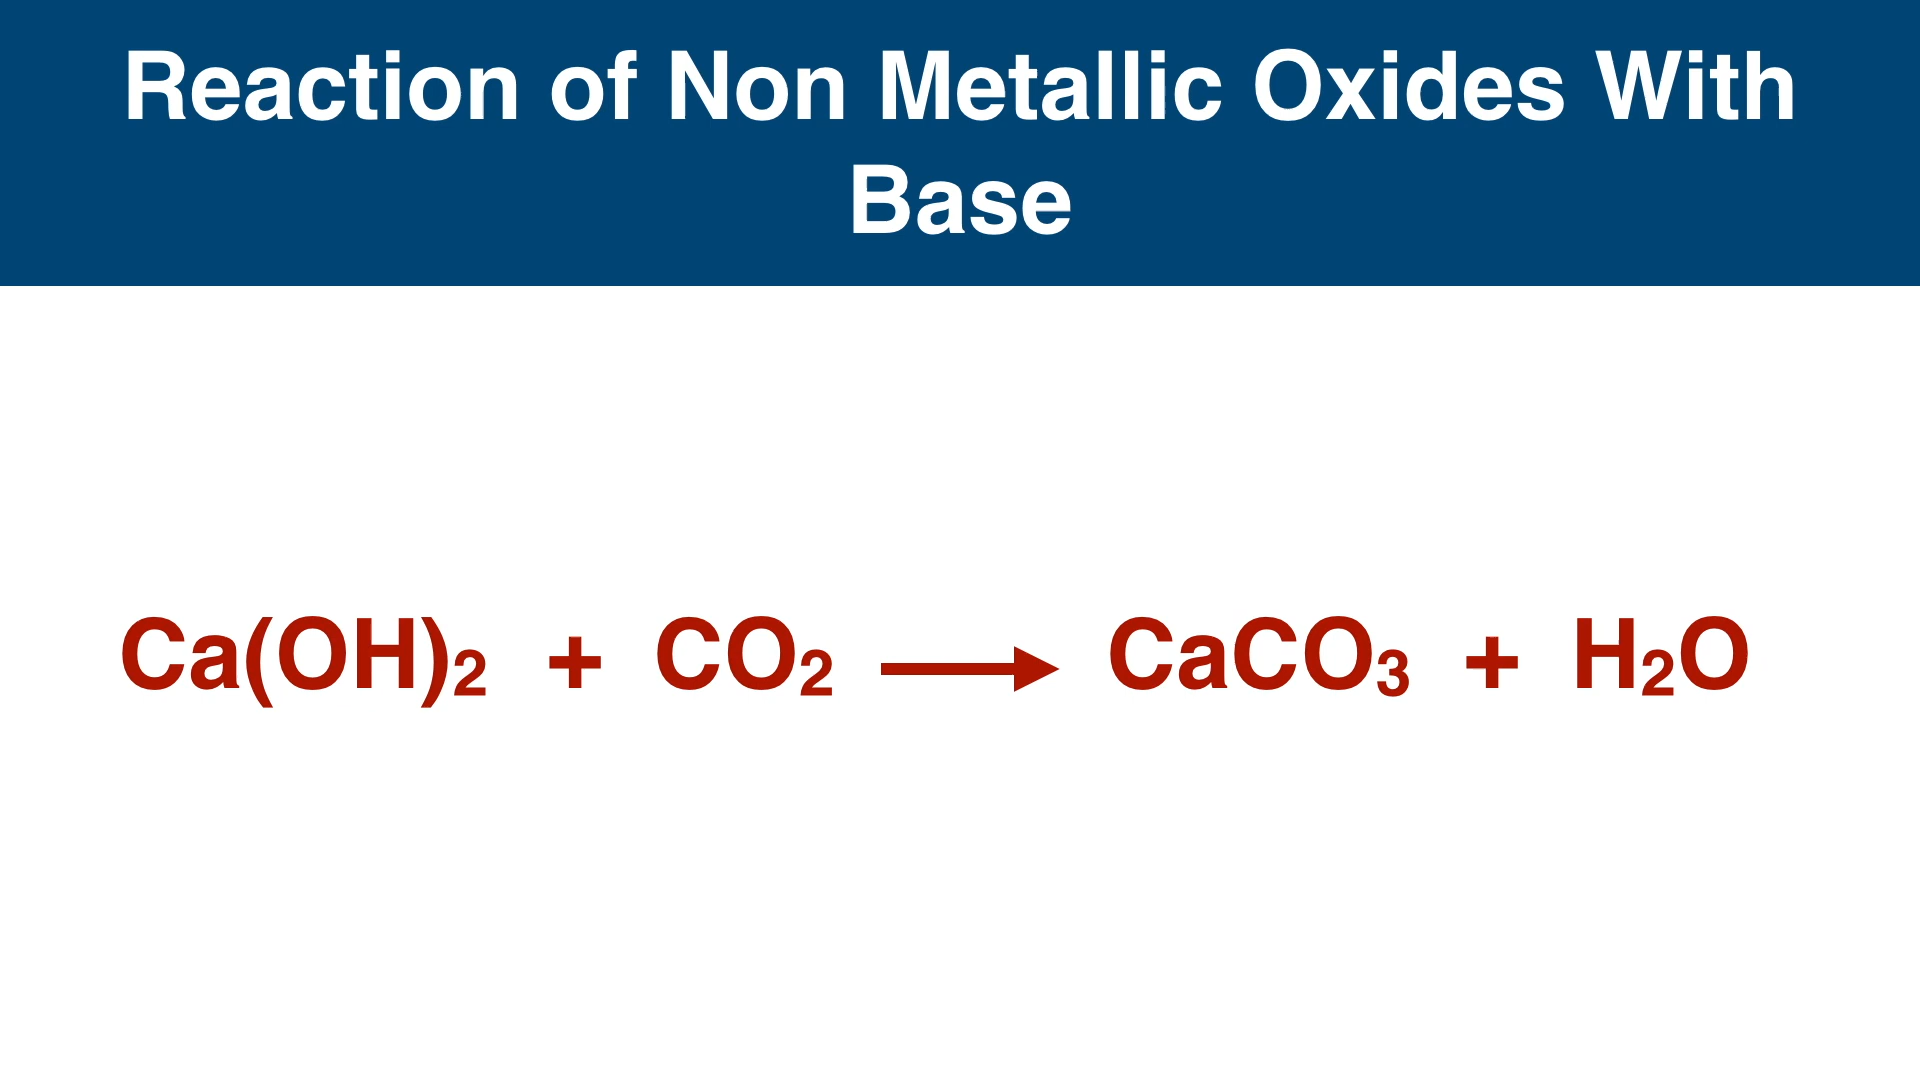 Reaction of Non Metallic Oxides With
Base
Ca(OH)₂ + CO₂ ⟶ CaCO₃ + H₂O